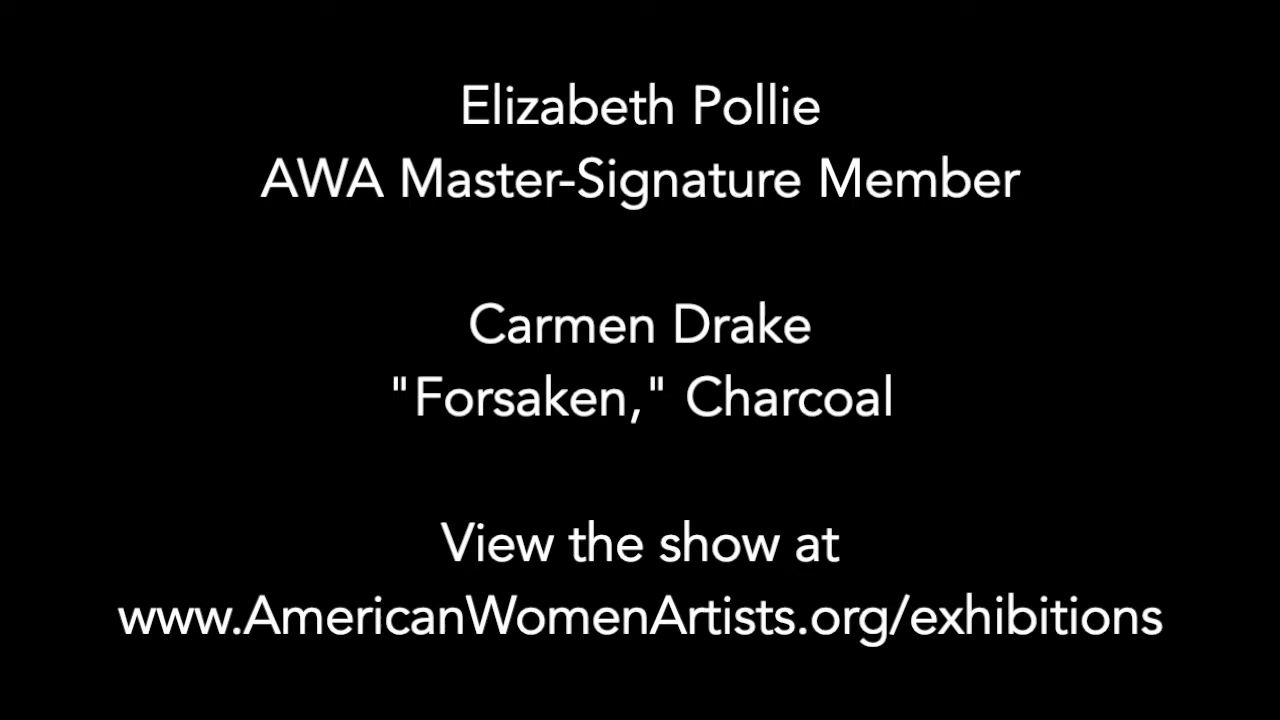 Elizabeth Pollie
AWA Master-Signature Member
Carmen Drake
"Forsaken," Charcoal
View the show at
www.AmericanWomenArtists.org/exhibitions